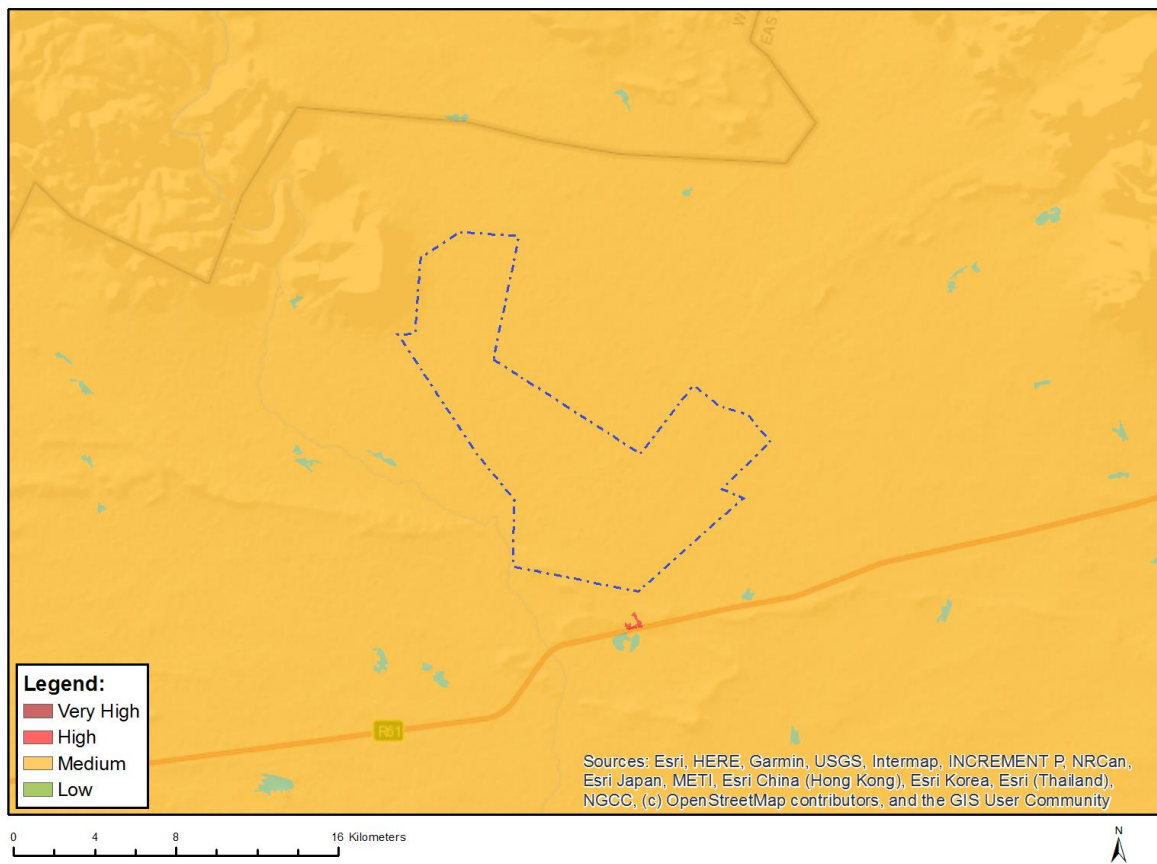 EAST
Legend:
Very High
High
Medium
Low
R61
Sources: Esri, HERE, Garmin, USGS, Intermap, INCREMENT P, NRCan,
Esri Japan, METI, Esri China (Hong Kong), Esri Korea, Esri (Thailand),
NGCC, (c) OpenStreetMap contributors, and the GIS User Community
0 4 8 16 Kilometers
N